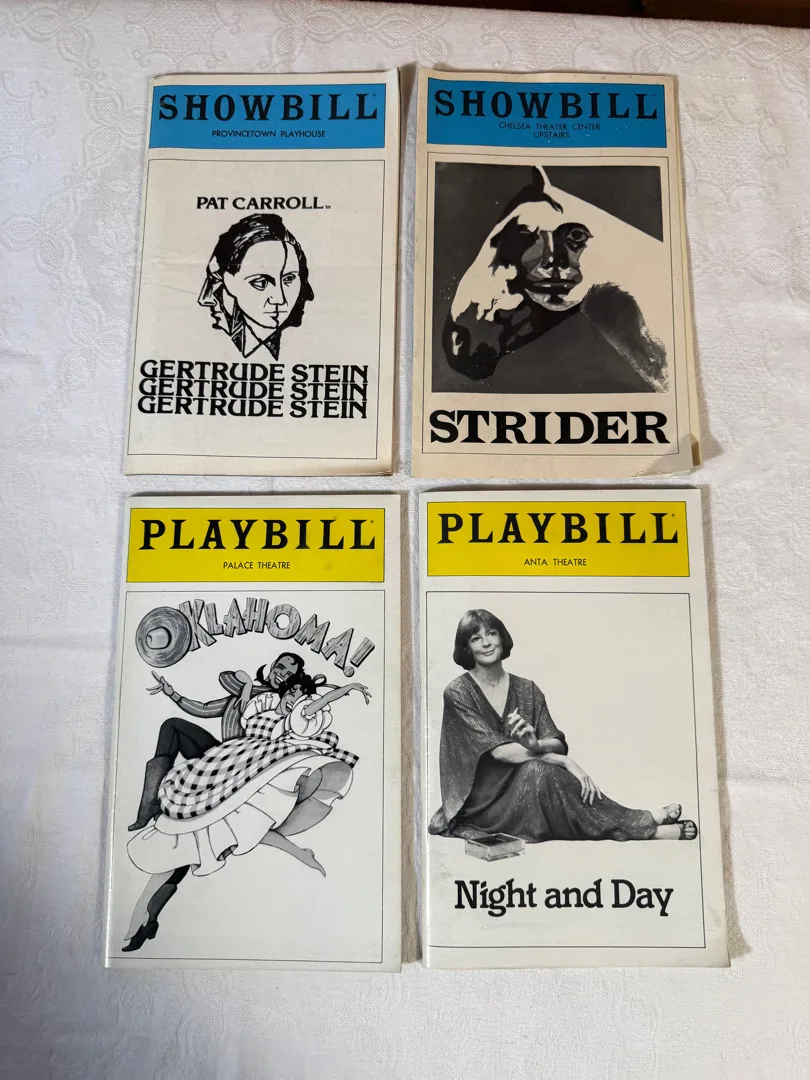 SHOWBILL®
PROVINCETOWN PLAYHOUSE
PAT CARROLL in
GERTRUDE STEIN
GERTRUDE STEIN
GERTRUDE STEIN
SHOWBILL
CHELSEA THEATER CENTER
UPSTAIRS
STRIDER
PLAYBILL®
PALACE THEATRE
OKLAHOMA!
PLAYBILL®
ANTA THEATRE
Night and Day